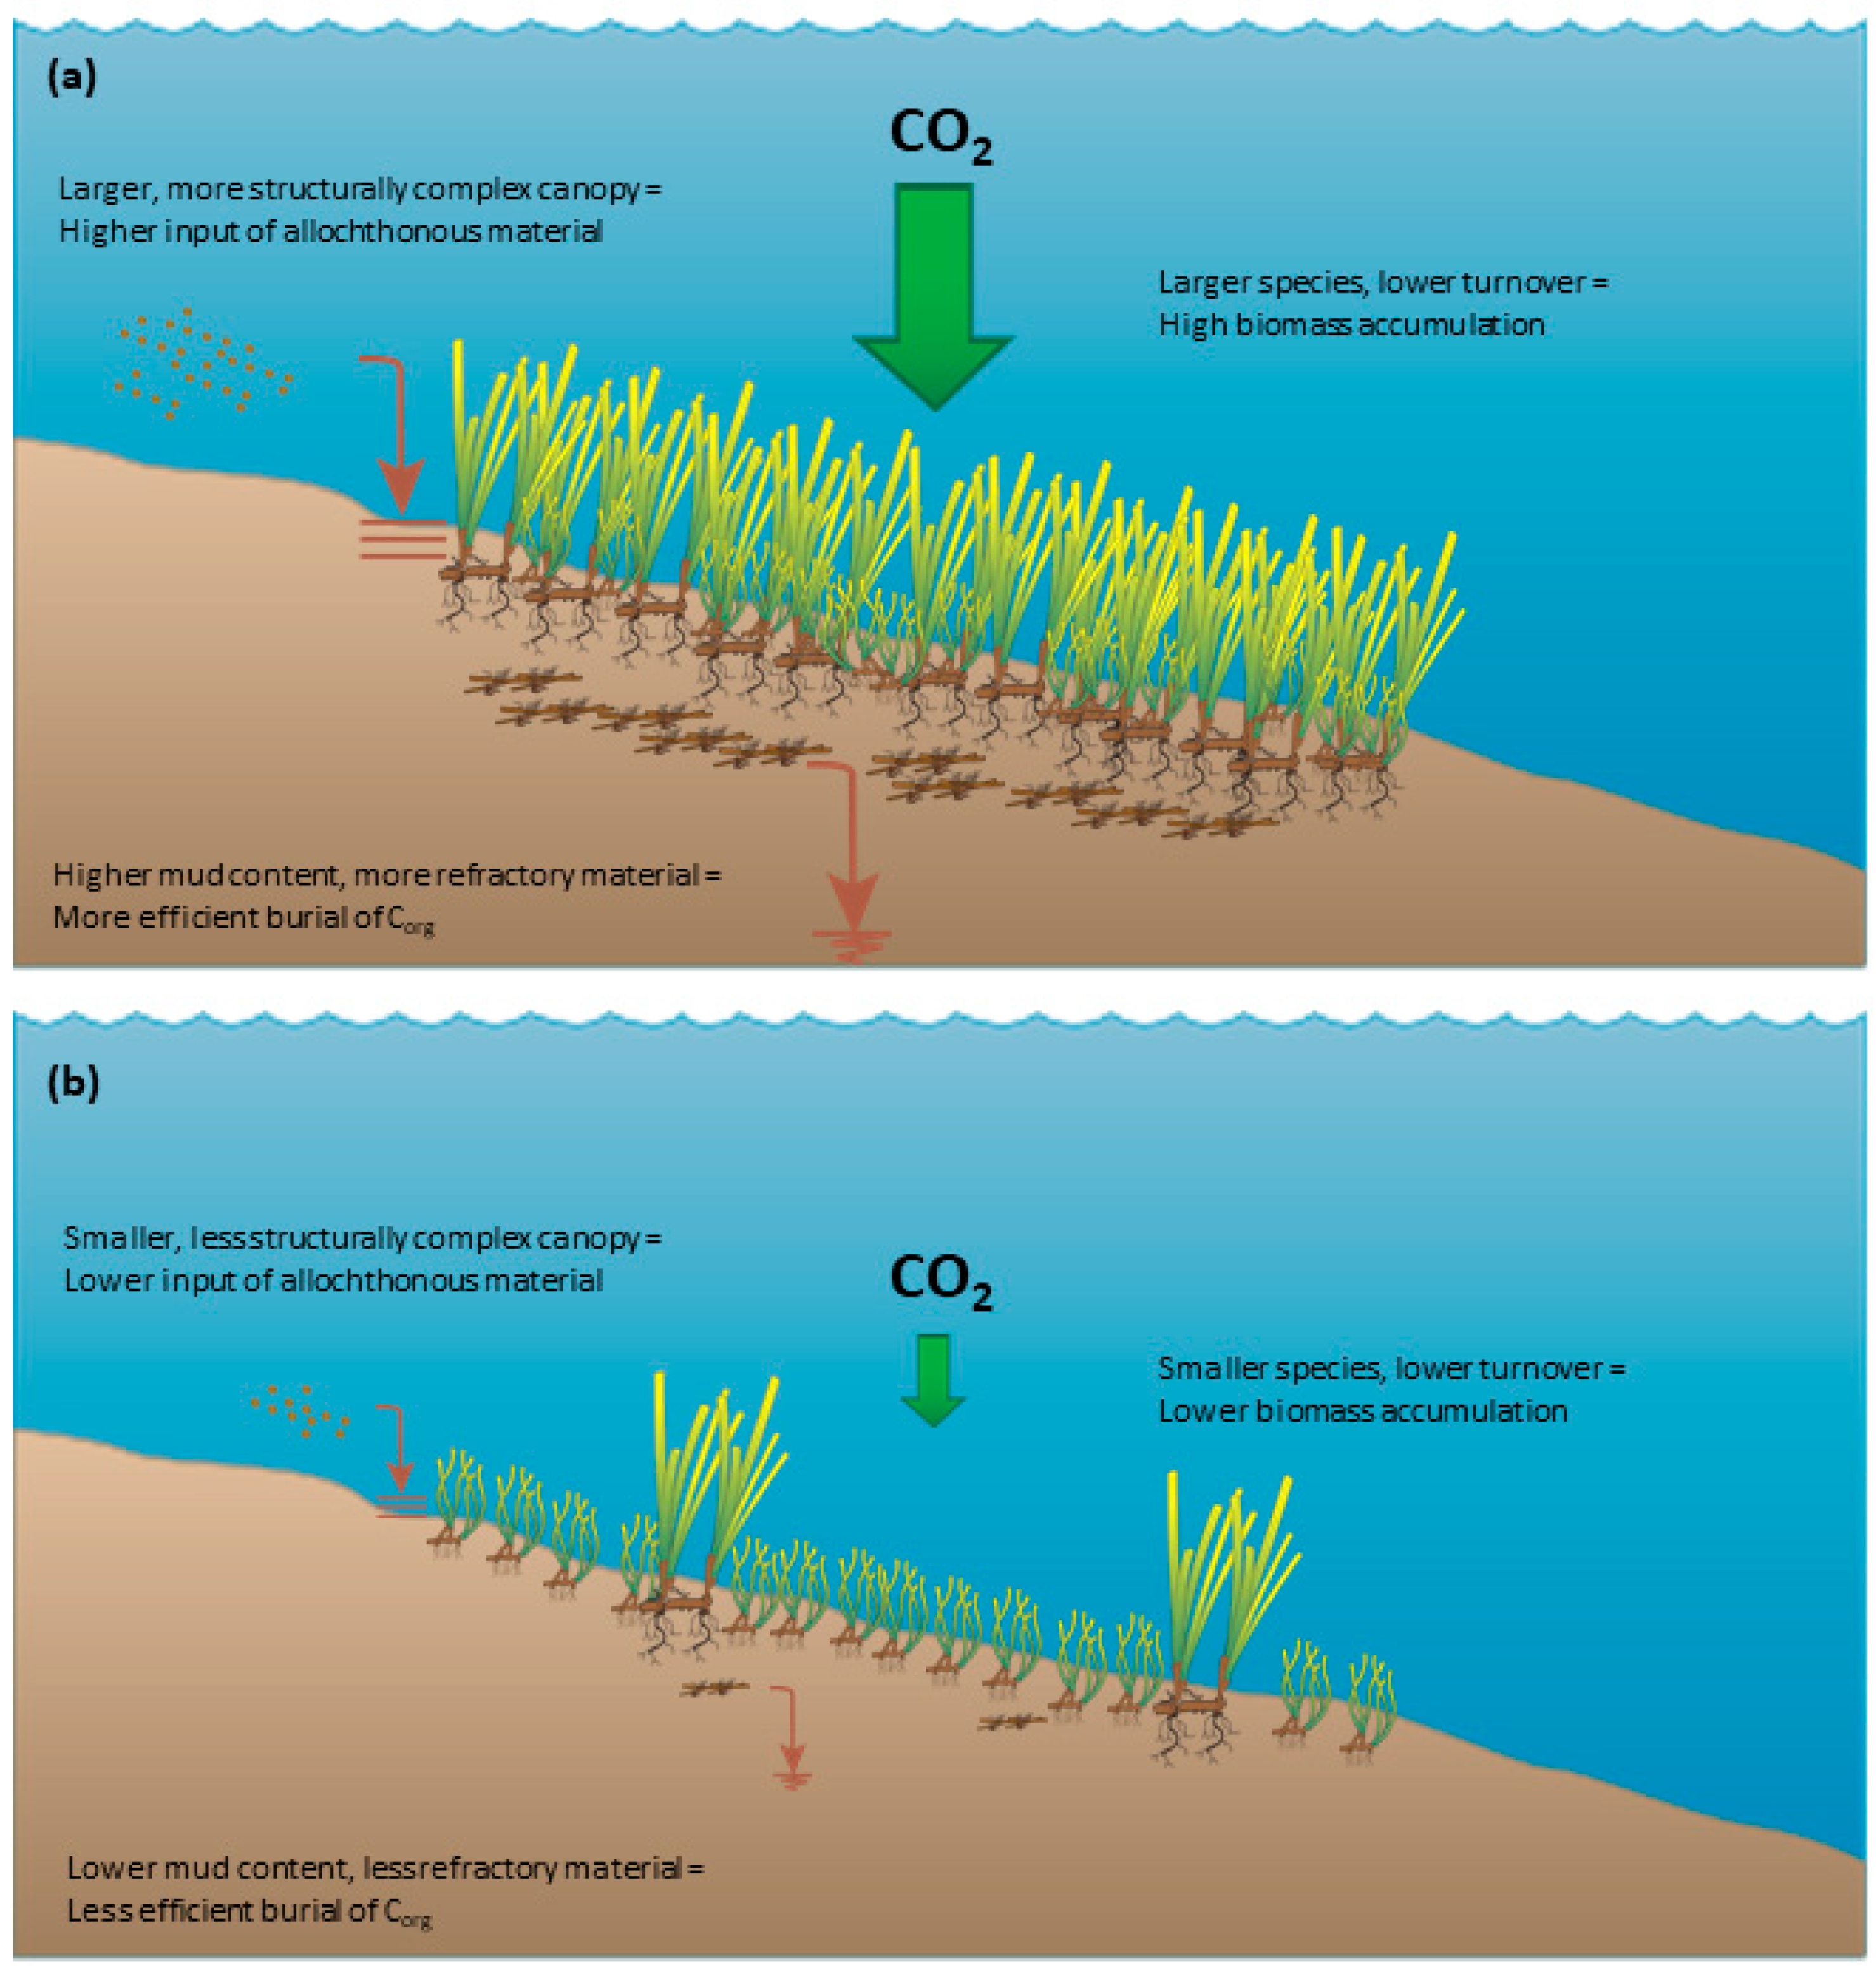 (a)
CO₂
Larger, more structurally complex canopy =
Higher input of allochthonous material
Larger species, lower turnover =
High biomass accumulation
Higher mud content, more refractory material =
More efficient burial of Corg
(b)
Smaller, less structurally complex canopy =
Lower input of allochthonous material
CO₂
Smaller species, lower turnover =
Lower biomass accumulation
Lower mud content, less refractory material =
Less efficient burial of Corg